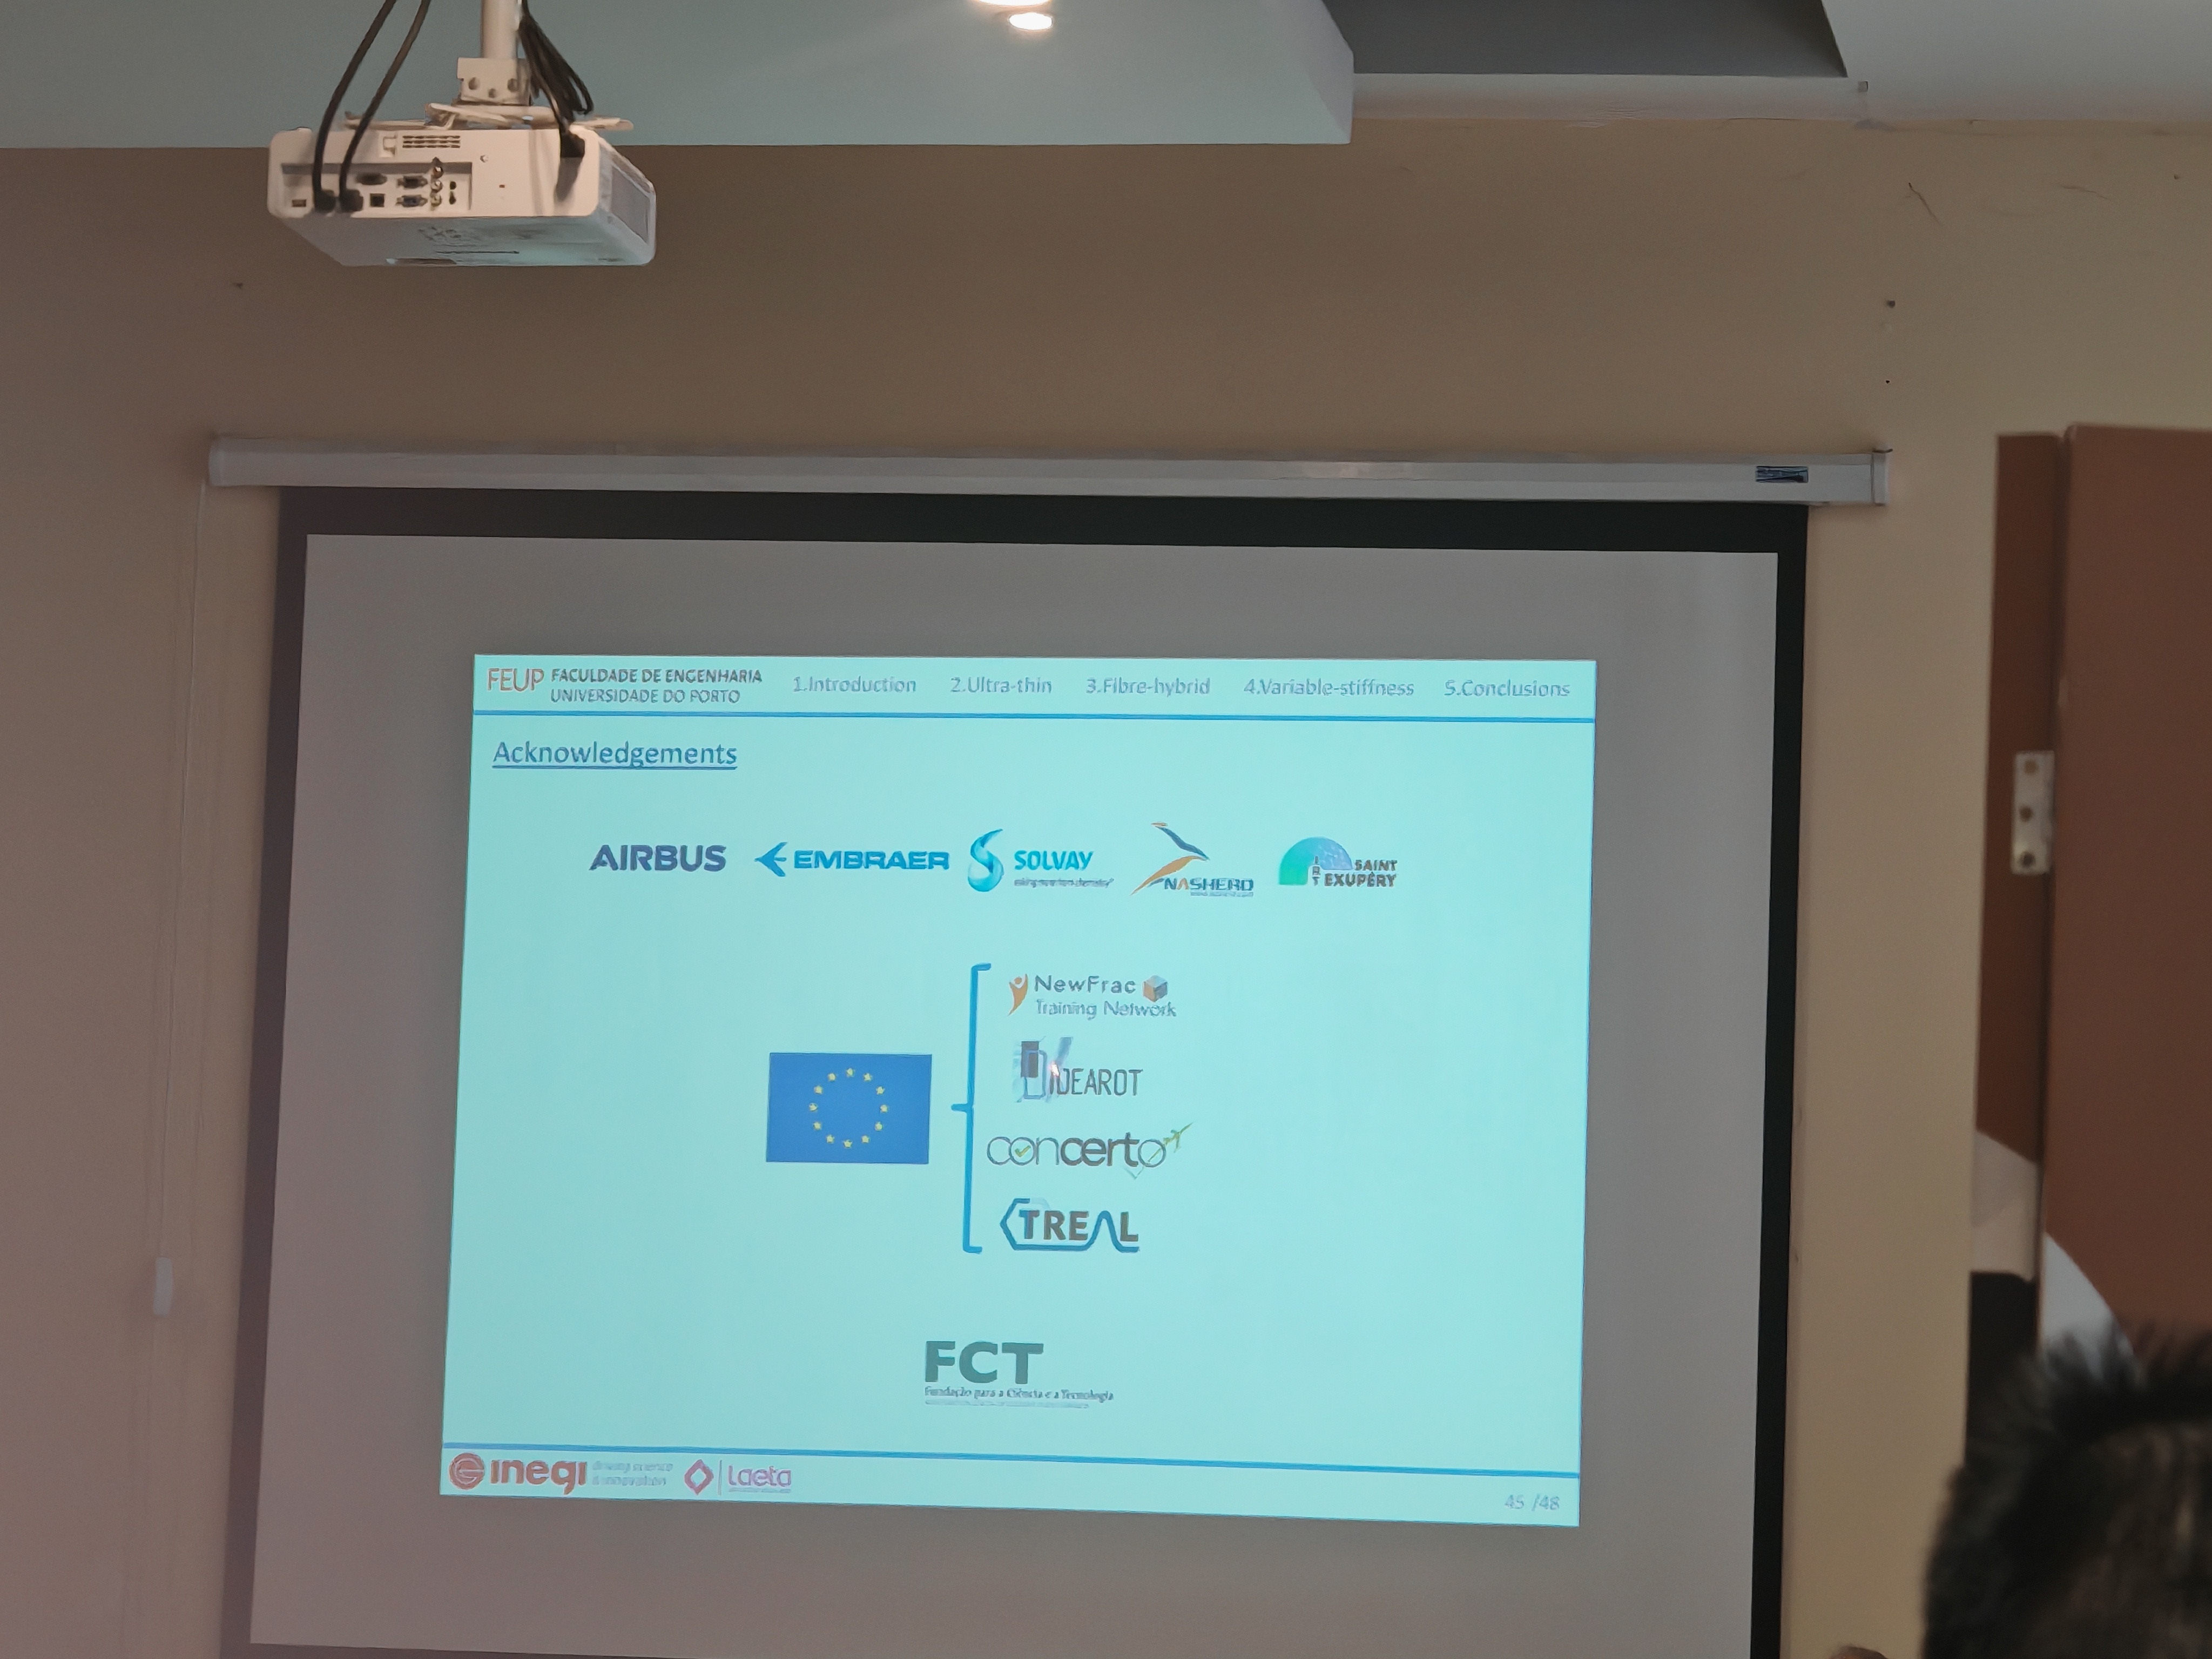 FEUP FACULDADE DE ENGENHARIA
UNIVERSIDADE DO PORTO
1.Introduction 2.Ultra-thin 3.Fibre-hybrid 4.Variable-stiffness 5.Conclusions
Acknowledgements
AIRBUS
EMBRAER
SOLVAY
NASHERO
IRT SAINT
EXUPÉRY
NewFrac
Training Network
IDEAROT
concerto
TREAL
FCT
Fundação para a Ciência e a Tecnologia
inegi
Laeta
45 /48